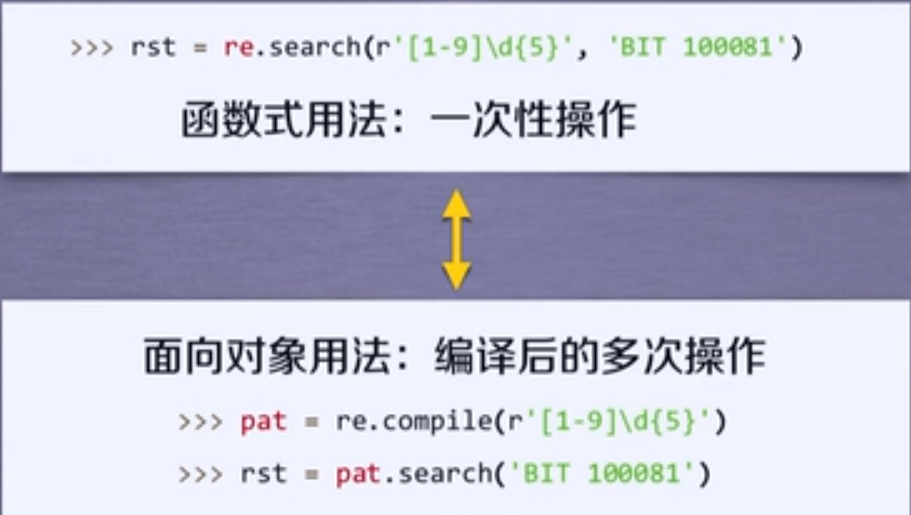 >>> rst = re.search(r'[1-9]\d{5}', 'BIT 100081')
函数式用法：一次性操作
面向对象用法：编译后的多次操作
>>> pat = re.compile(r'[1-9]\d{5}')
>>> rst = pat.search('BIT 100081')